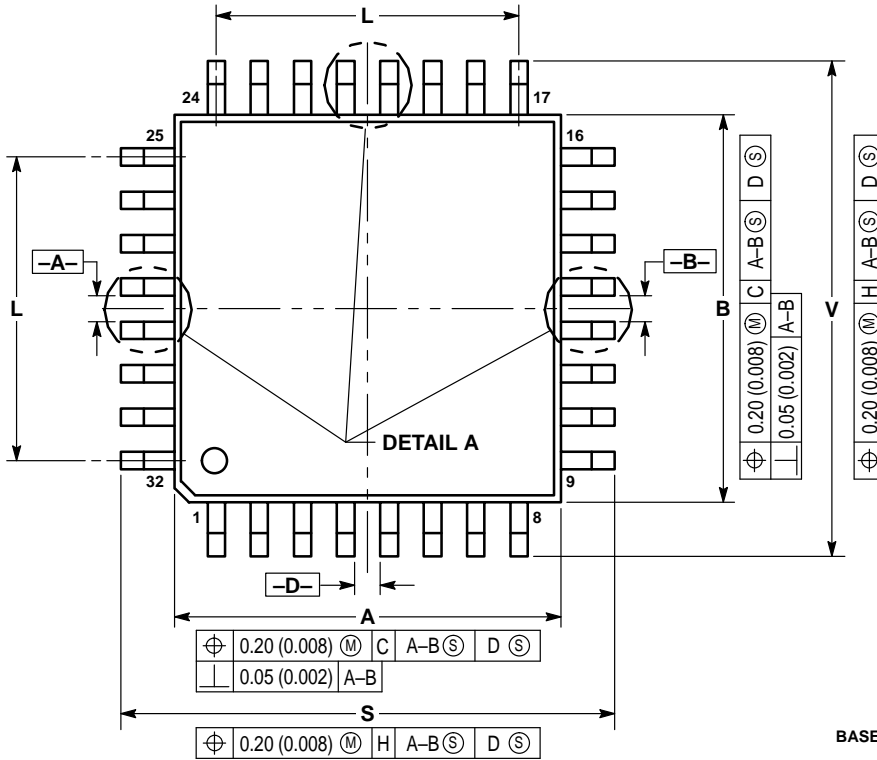 L
24
17
25
16
–A–
–B–
L
B
V
⌖ 0.20 (0.008) Ⓜ C A–B Ⓢ D Ⓢ
⊥ 0.05 (0.002) A–B
⌖ 0.20 (0.008) Ⓜ H A–B Ⓢ D Ⓢ
DETAIL A
32
9
1
8
–D–
A
⌖ 0.20 (0.008) Ⓜ C A–B Ⓢ D Ⓢ
⊥ 0.05 (0.002) A–B
S
⌖ 0.20 (0.008) Ⓜ H A–B Ⓢ D Ⓢ
BASE